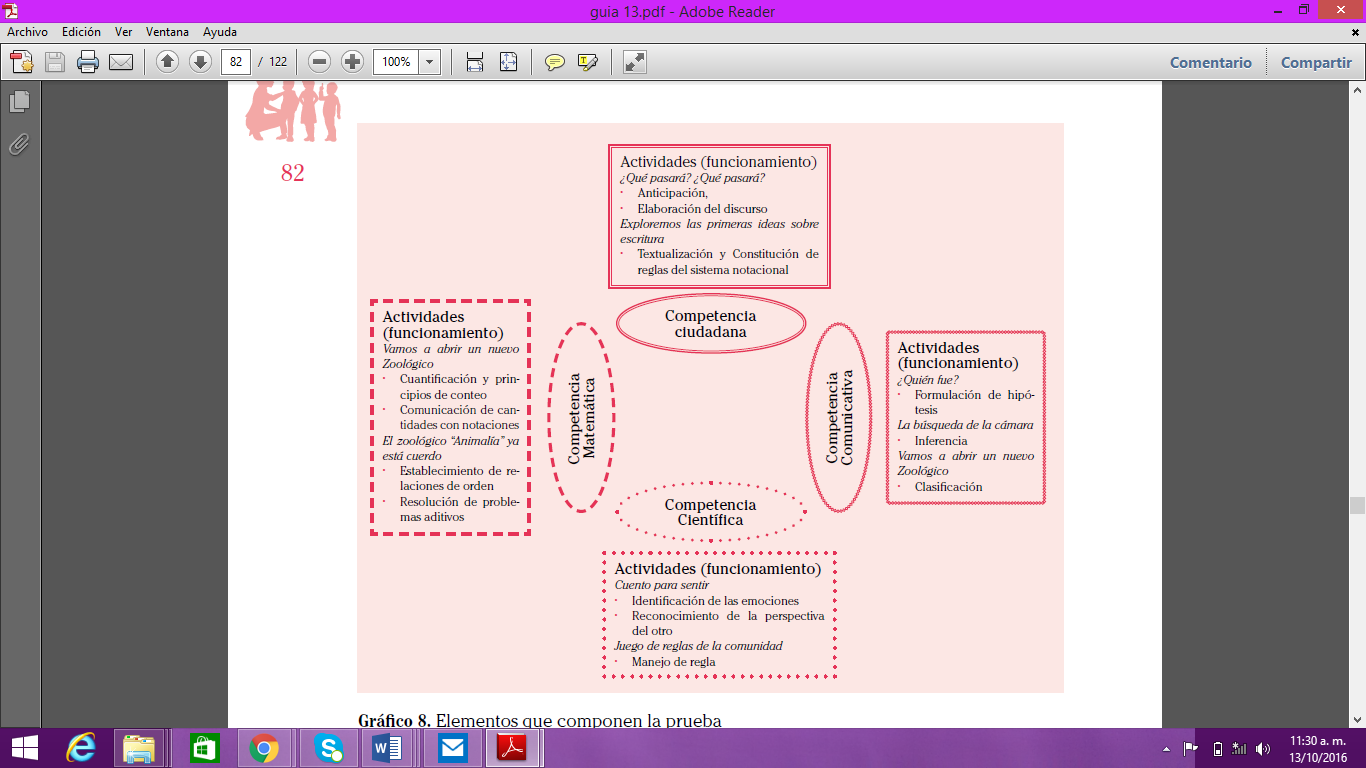 guia 13.pdf - Adobe Reader
Archivo Edición Ver Ventana Ayuda
82 / 122 100% Comentario Compartir
82
Actividades (funcionamiento)
¿Qué pasará? ¿Qué pasará?
· Anticipación,
· Elaboración del discurso
Exploremos las primeras ideas sobre
escritura
· Textualización y Constitución de
reglas del sistema notacional
Competencia
ciudadana
Actividades
(funcionamiento)
Vamos a abrir un nuevo
Zoológico
· Cuantificación y prin-
cipios de conteo
· Comunicación de can-
tidades con notaciones
El zoológico “Animalía” ya
está cuerdo
· Establecimiento de re-
laciones de orden
· Resolución de proble-
mas aditivos
Competencia
Matemática
Competencia
Comunicativa
Actividades
(funcionamiento)
¿Quién fue?
· Formulación de hipó-
tesis
La búsqueda de la cámara
· Inferencia
Vamos a abrir un nuevo
Zoológico
· Clasificación
Competencia
Científica
Actividades (funcionamiento)
Cuento para sentir
· Identificación de las emociones
· Reconocimiento de la perspectiva
del otro
Juego de reglas de la comunidad
· Manejo de regla
Gráfico 8. Elementos que componen la prueba
11:30 a. m.
13/10/2016